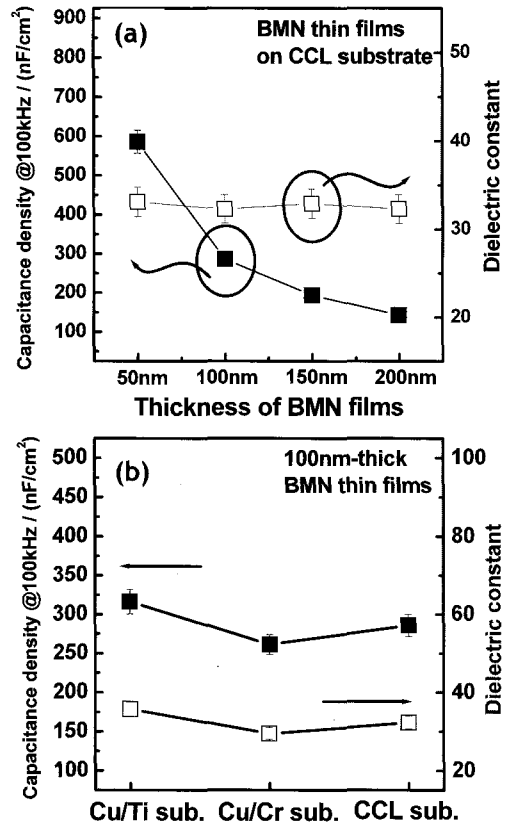 (a)
BMN thin films
on CCL substrate
Capacitance density @100kHz / (nF/cm²)
900
800
700
600
500
400
300
200
100
Dielectric constant
50
40
30
20
50nm 100nm 150nm 200nm
Thickness of BMN films
(b)
100nm-thick
BMN thin films
Capacitance density @100kHz / (nF/cm²)
500
450
400
350
300
250
200
150
100
Dielectric constant
100
80
60
40
20
Cu/Ti sub. Cu/Cr sub. CCL sub.